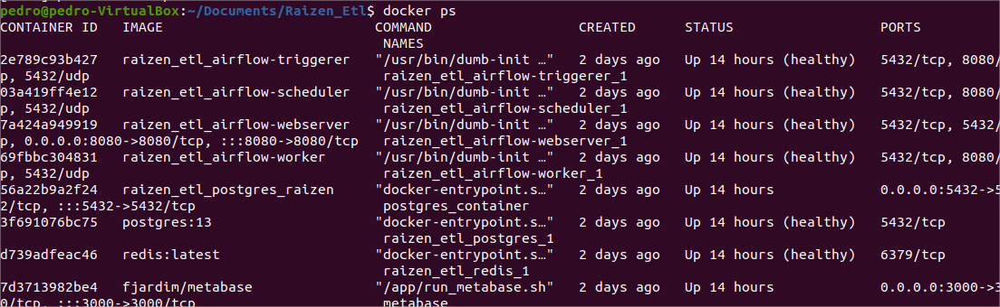 pedro@pedro-VirtualBox:~/Documents/Raizen_Etl$ docker ps
CONTAINER ID   IMAGE                       COMMAND                  CREATED      STATUS                  PORTS
NAMES
2e789c93b427   raizen_etl_airflow-triggerer   "/usr/bin/dumb-init …"   2 days ago   Up 14 hours (healthy)   5432/tcp, 8080/
p, 5432/udp   raizen_etl_airflow-triggerer_1
03a419ff4e12   raizen_etl_airflow-scheduler   "/usr/bin/dumb-init …"   2 days ago   Up 14 hours (healthy)   5432/tcp, 8080/
p, 5432/udp   raizen_etl_airflow-scheduler_1
7a424a949919   raizen_etl_airflow-webserver   "/usr/bin/dumb-init …"   2 days ago   Up 14 hours (healthy)   5432/tcp, 5432/
p, 0.0.0.0:8080->8080/tcp, :::8080->8080/tcp   raizen_etl_airflow-webserver_1
69fbbc304831   raizen_etl_airflow-worker   "/usr/bin/dumb-init …"   2 days ago   Up 14 hours (healthy)   5432/tcp, 8080/
p, 5432/udp   raizen_etl_airflow-worker_1
56a22b9a2f24   raizen_etl_postgres_raizen   "docker-entrypoint.s…"   2 days ago   Up 14 hours   0.0.0.0:5432->5
2/tcp, :::5432->5432/tcp   postgres_container
3f691076bc75   postgres:13   "docker-entrypoint.s…"   2 days ago   Up 14 hours (healthy)   5432/tcp
raizen_etl_postgres_1
d739adfeac46   redis:latest   "docker-entrypoint.s…"   2 days ago   Up 14 hours (healthy)   6379/tcp
raizen_etl_redis_1
7d3713982be4   fjardim/metabase   "/app/run_metabase.sh"   2 days ago   Up 14 hours   0.0.0.0:3000->3
0/tcp, :::3000->3000/tcp   metabase